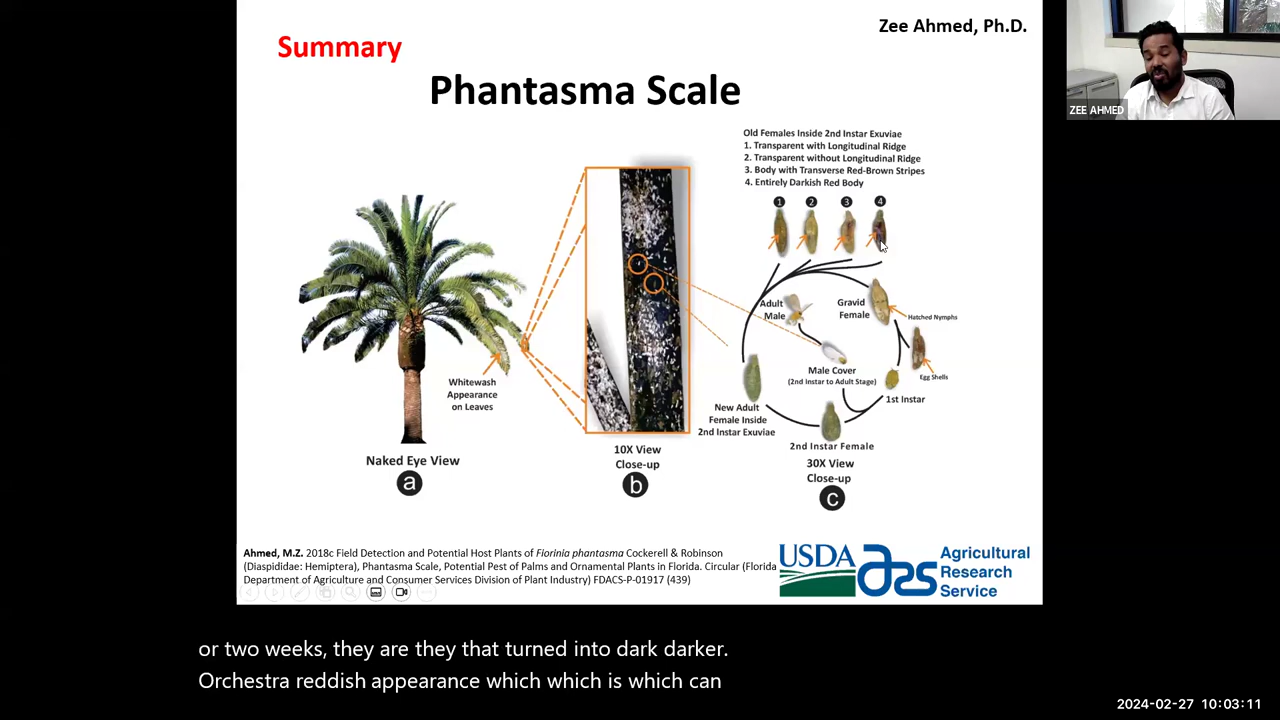 Zee Ahmed, Ph.D.
Summary
Phantasma Scale
ZEE AHMED
Old Females Inside 2nd Instar Exuviae
1. Transparent with Longitudinal Ridge
2. Transparent without Longitudinal Ridge
3. Body with Transverse Red-Brown Stripes
4. Entirely Darkish Red Body
1 2 3 4
Adult
Male
Gravid
Female
Hatched Nymphs
Whitewash
Appearance
on Leaves
Male Cover
(2nd Instar to Adult Stage)
Egg Shells
1st Instar
New Adult
Female Inside
2nd Instar Exuviae
2nd Instar Female
Naked Eye View
a
10X View
Close-up
b
30X View
Close-up
c
Ahmed, M.Z. 2018c Field Detection and Potential Host Plants of Fiorinia phantasma Cockerell & Robinson
(Diaspididae: Hemiptera), Phantasma Scale, Potential Pest of Palms and Ornamental Plants in Florida. Circular (Florida
Department of Agriculture and Consumer Services Division of Plant Industry) FDACS-P-01917 (439)
USDA
ars
Agricultural
Research
Service
or two weeks, they are they that turned into dark darker.
Orchestra reddish appearance which which is which can
2024-02-27 10:03:11